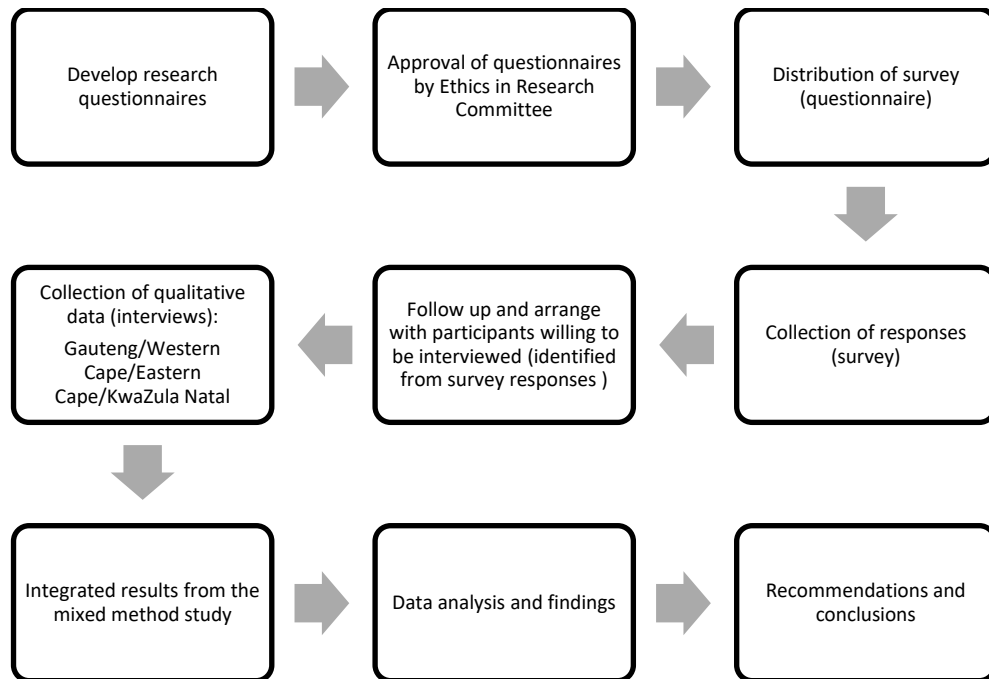 Develop research
questionnaires
Approval of questionnaires
by Ethics in Research
Committee
Distribution of survey
(questionnaire)
Collection of responses
(survey)
Follow up and arrange
with participants willing to
be interviewed (identified
from survey responses )
Collection of qualitative
data (interviews):
Gauteng/Western
Cape/Eastern
Cape/KwaZula Natal
Integrated results from the
mixed method study
Data analysis and findings
Recommendations and
conclusions